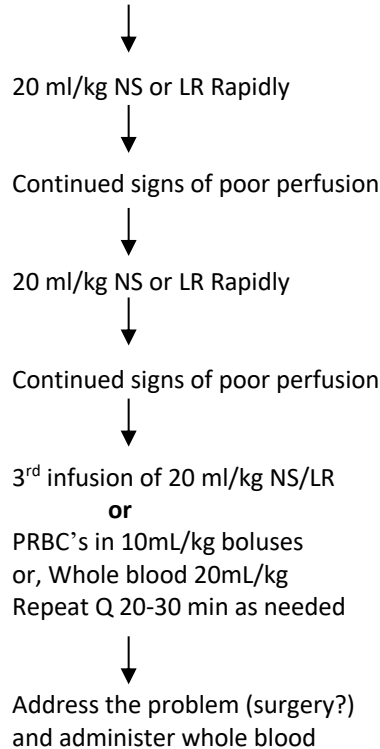 20 ml/kg NS or LR Rapidly
Continued signs of poor perfusion
20 ml/kg NS or LR Rapidly
Continued signs of poor perfusion
3rd infusion of 20 ml/kg NS/LR
or
PRBC’s in 10mL/kg boluses
or, Whole blood 20mL/kg
Repeat Q 20-30 min as needed
Address the problem (surgery?)
and administer whole blood